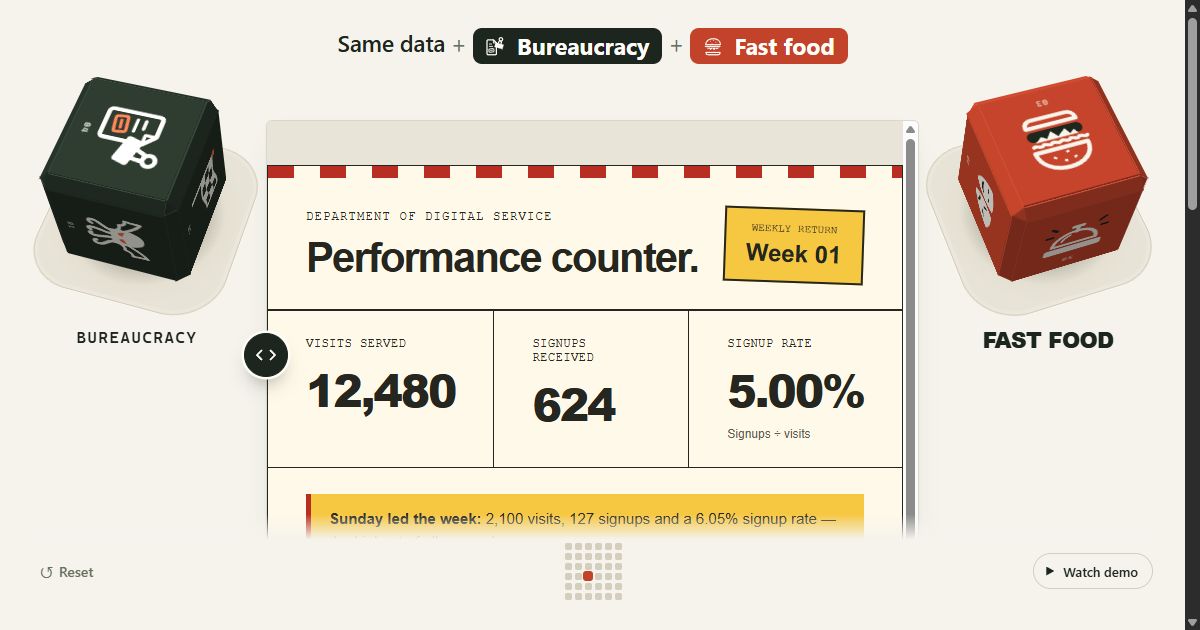 Same data + Bureaucracy + Fast food
DEPARTMENT OF DIGITAL SERVICE
Performance counter.
WEEKLY RETURN
Week 01
BUREAUCRACY
FAST FOOD
VISITS SERVED
12,480
SIGNUPS
RECEIVED
624
SIGNUP RATE
5.00%
Signups ÷ visits
Sunday led the week: 2,100 visits, 127 signups and a 6.05% signup rate —
Reset
Watch demo